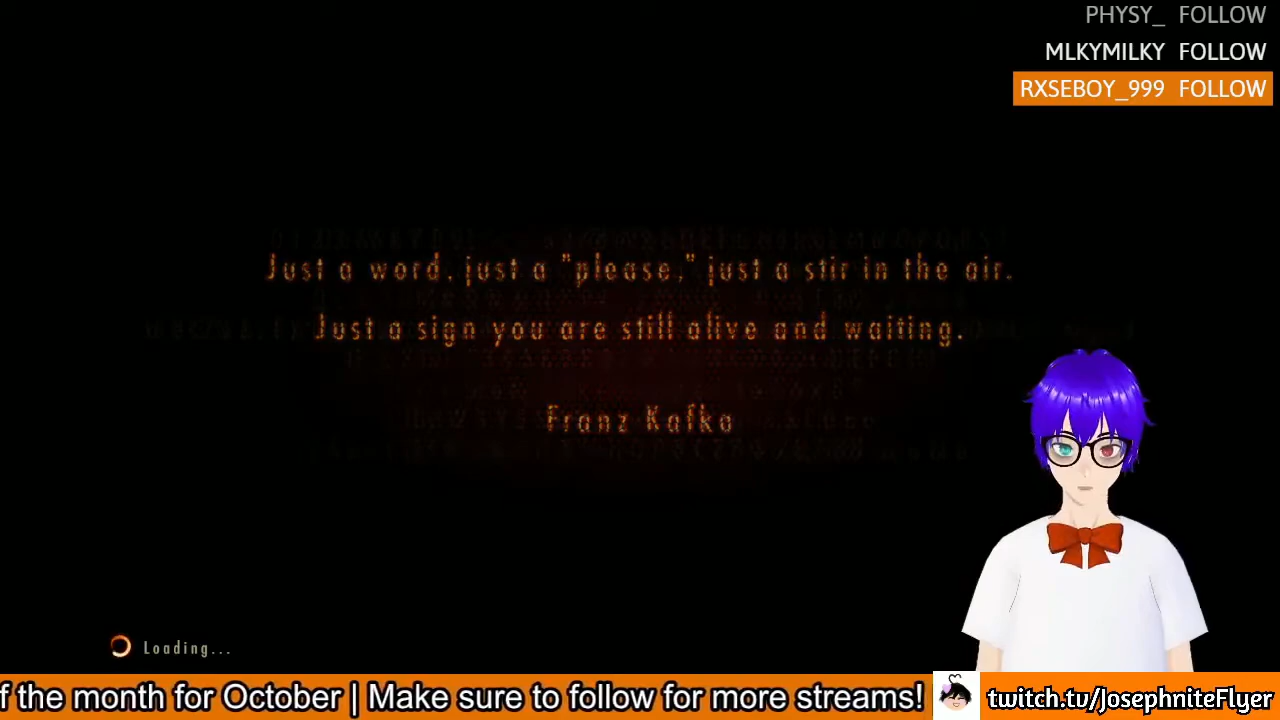 PHYSY_ FOLLOW
MLKYMILKY FOLLOW
RXSEBOY_999 FOLLOW
Just a word, just a "please," just a stir in the air.
Just a sign you are still alive and waiting.
Franz Kafka
Loading...
f the month for October | Make sure to follow for more streams!
twitch.tv/JosephniteFlyer